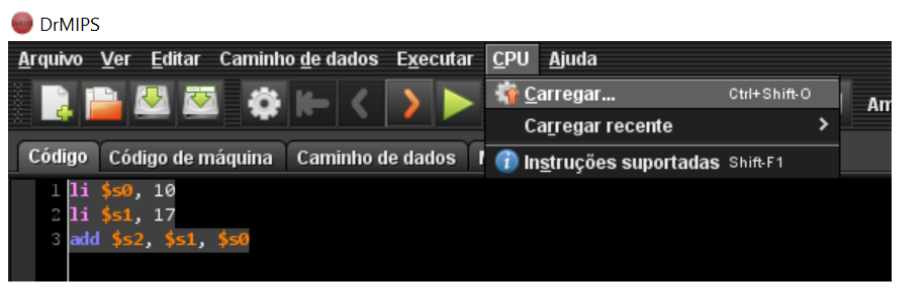 DrMIPS
Arquivo Ver Editar Caminho de dados Executar CPU Ajuda
Carregar... Ctrl+Shift-O
Am
Carregar recente
Código Código de máquina Caminho de dados
Instruções suportadas Shift-F1
1 li $s0, 10
2 li $s1, 17
3 add $s2, $s1, $s0